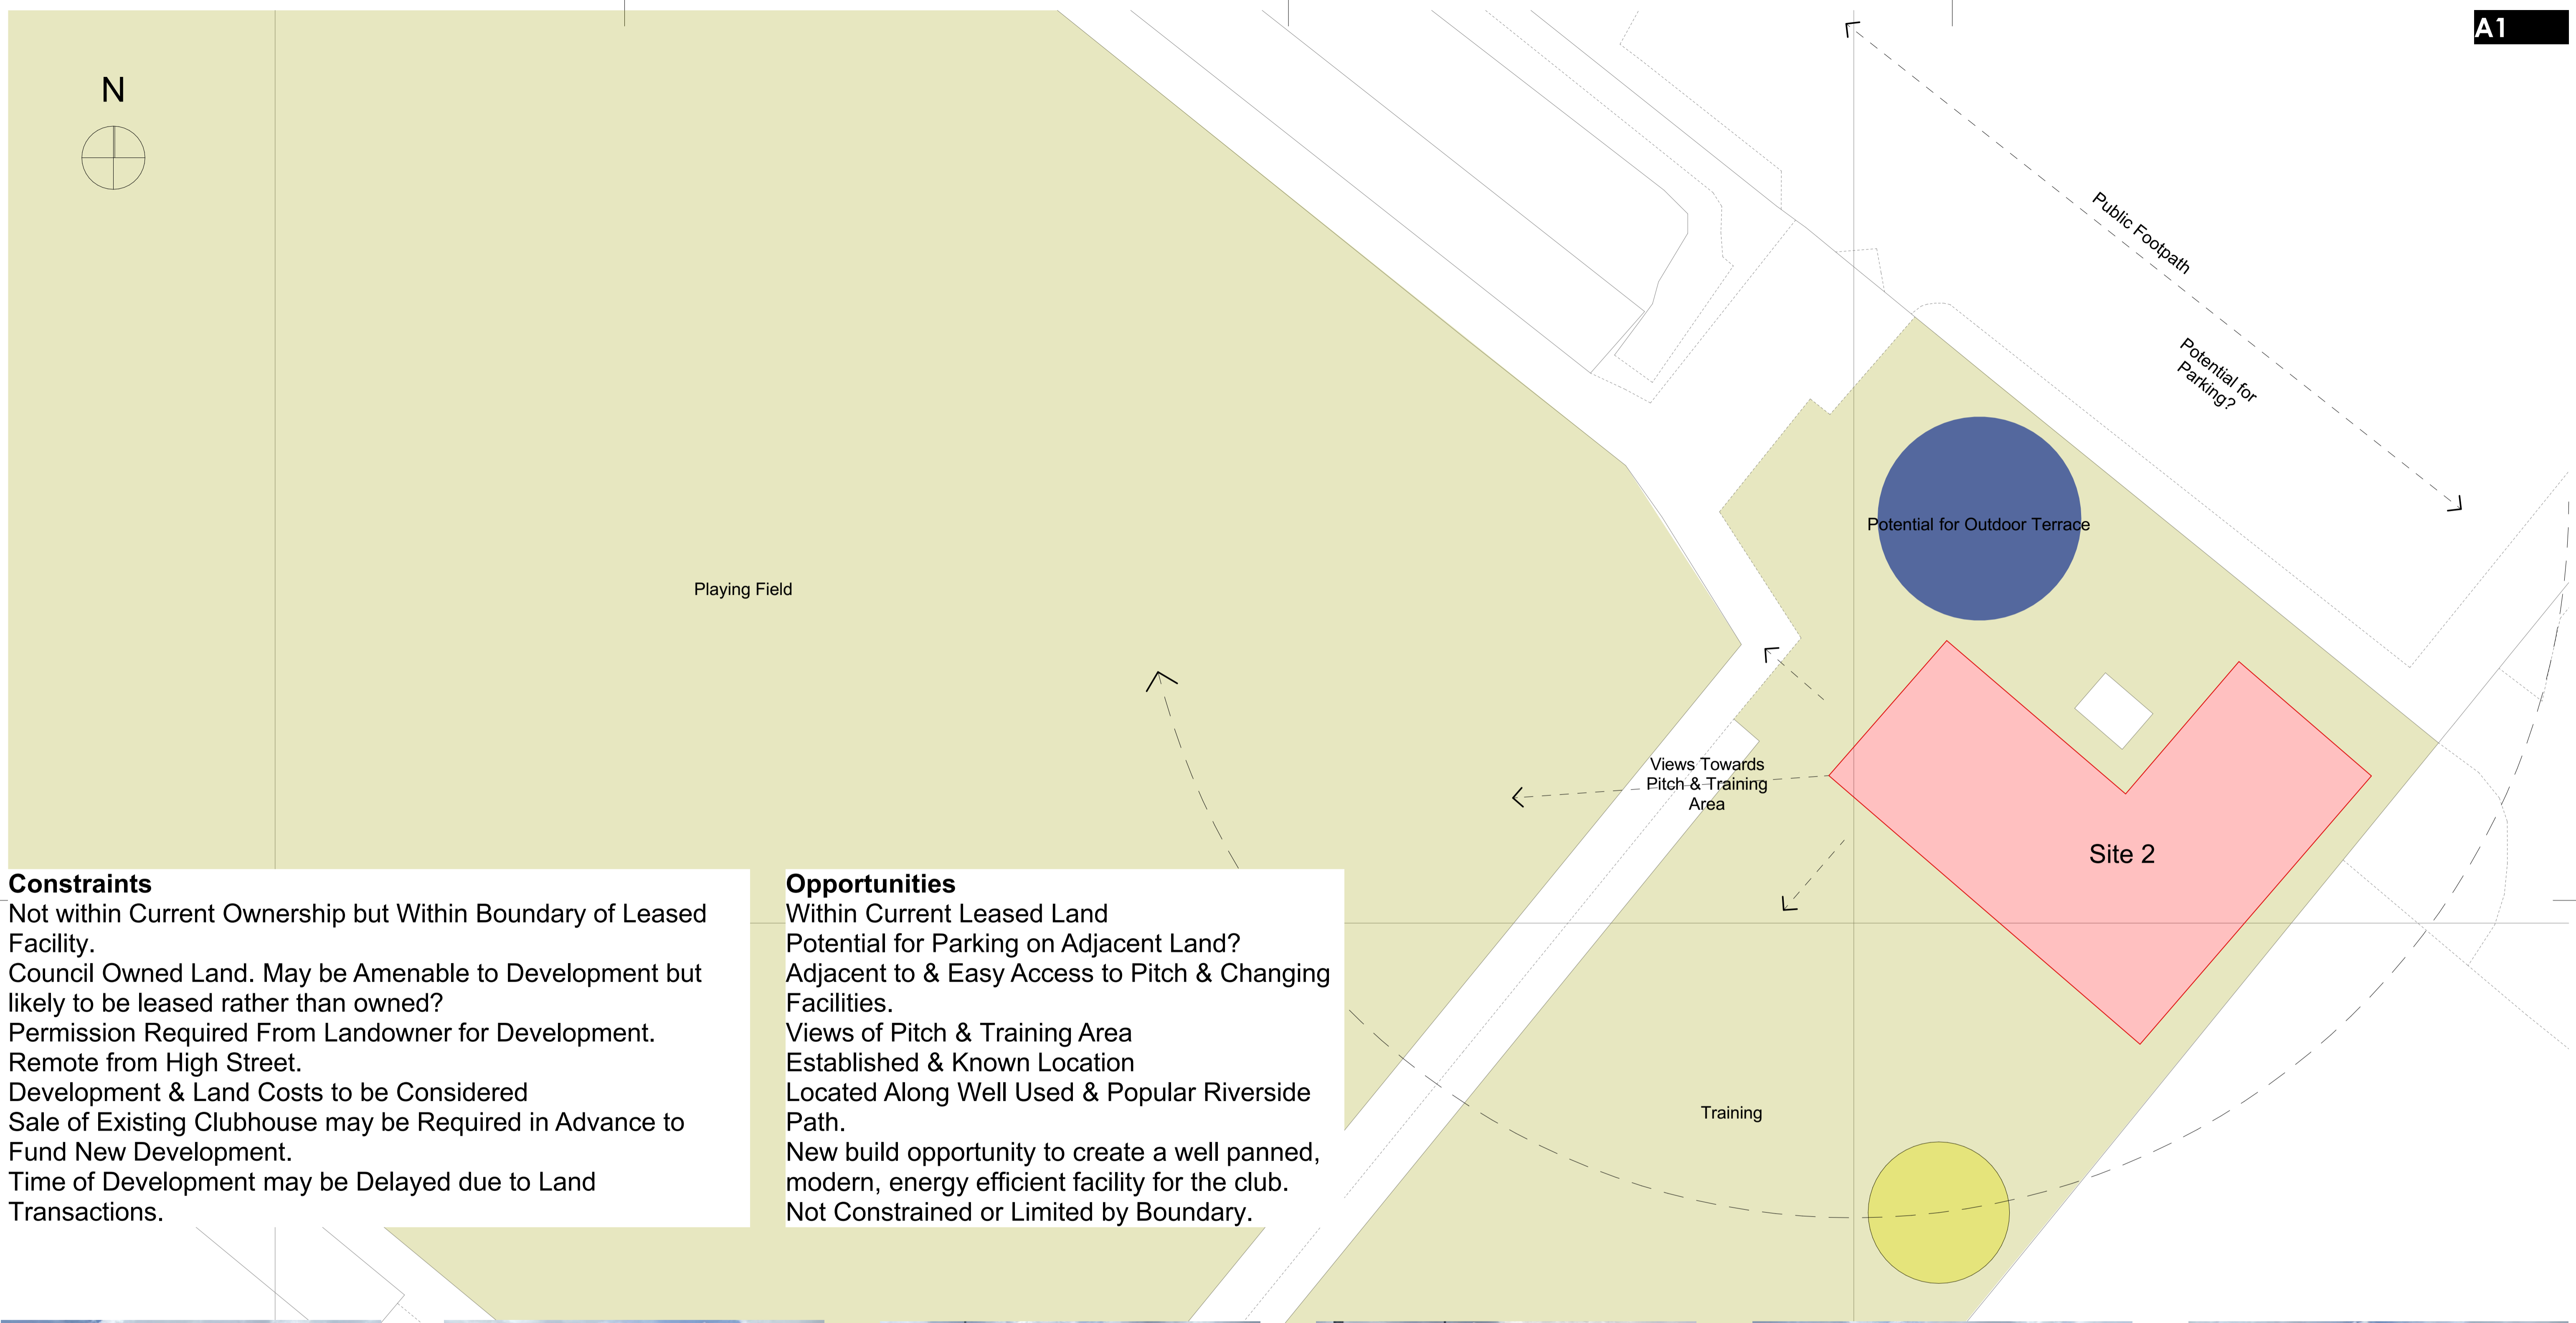 A1
N
Public Footpath
Potential for
Parking?
Potential for Outdoor Terrace
Playing Field
Views Towards
Pitch & Training
Area
Site 2
Training
Constraints
Not within Current Ownership but Within Boundary of Leased
Facility.
Council Owned Land. May be Amenable to Development but
likely to be leased rather than owned?
Permission Required From Landowner for Development.
Remote from High Street.
Development & Land Costs to be Considered
Sale of Existing Clubhouse may be Required in Advance to
Fund New Development.
Time of Development may be Delayed due to Land
Transactions.
Opportunities
Within Current Leased Land
Potential for Parking on Adjacent Land?
Adjacent to & Easy Access to Pitch & Changing
Facilities.
Views of Pitch & Training Area
Established & Known Location
Located Along Well Used & Popular Riverside
Path.
New build opportunity to create a well panned,
modern, energy efficient facility for the club.
Not Constrained or Limited by Boundary.